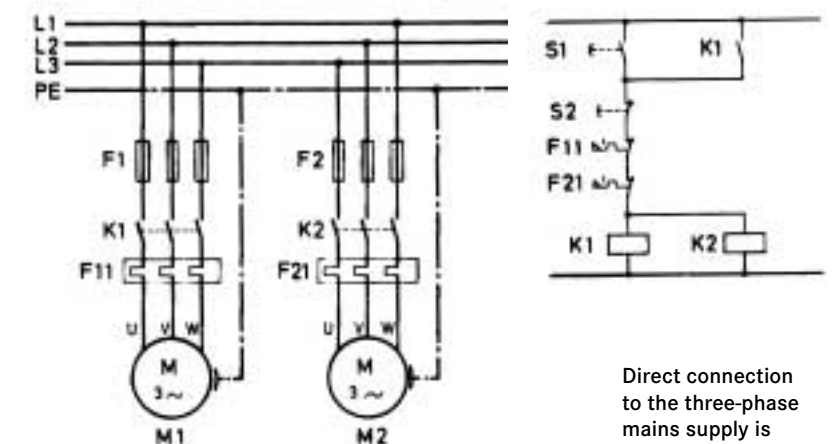 L1
L2
L3
PE
F1
F2
K1
K2
F11
F21
U V W
U V W
M
3 ~
M
3 ~
M1
M2
S1
K1
S2
F11
F21
K1
K2
Direct connection
to the three-phase
mains supply is